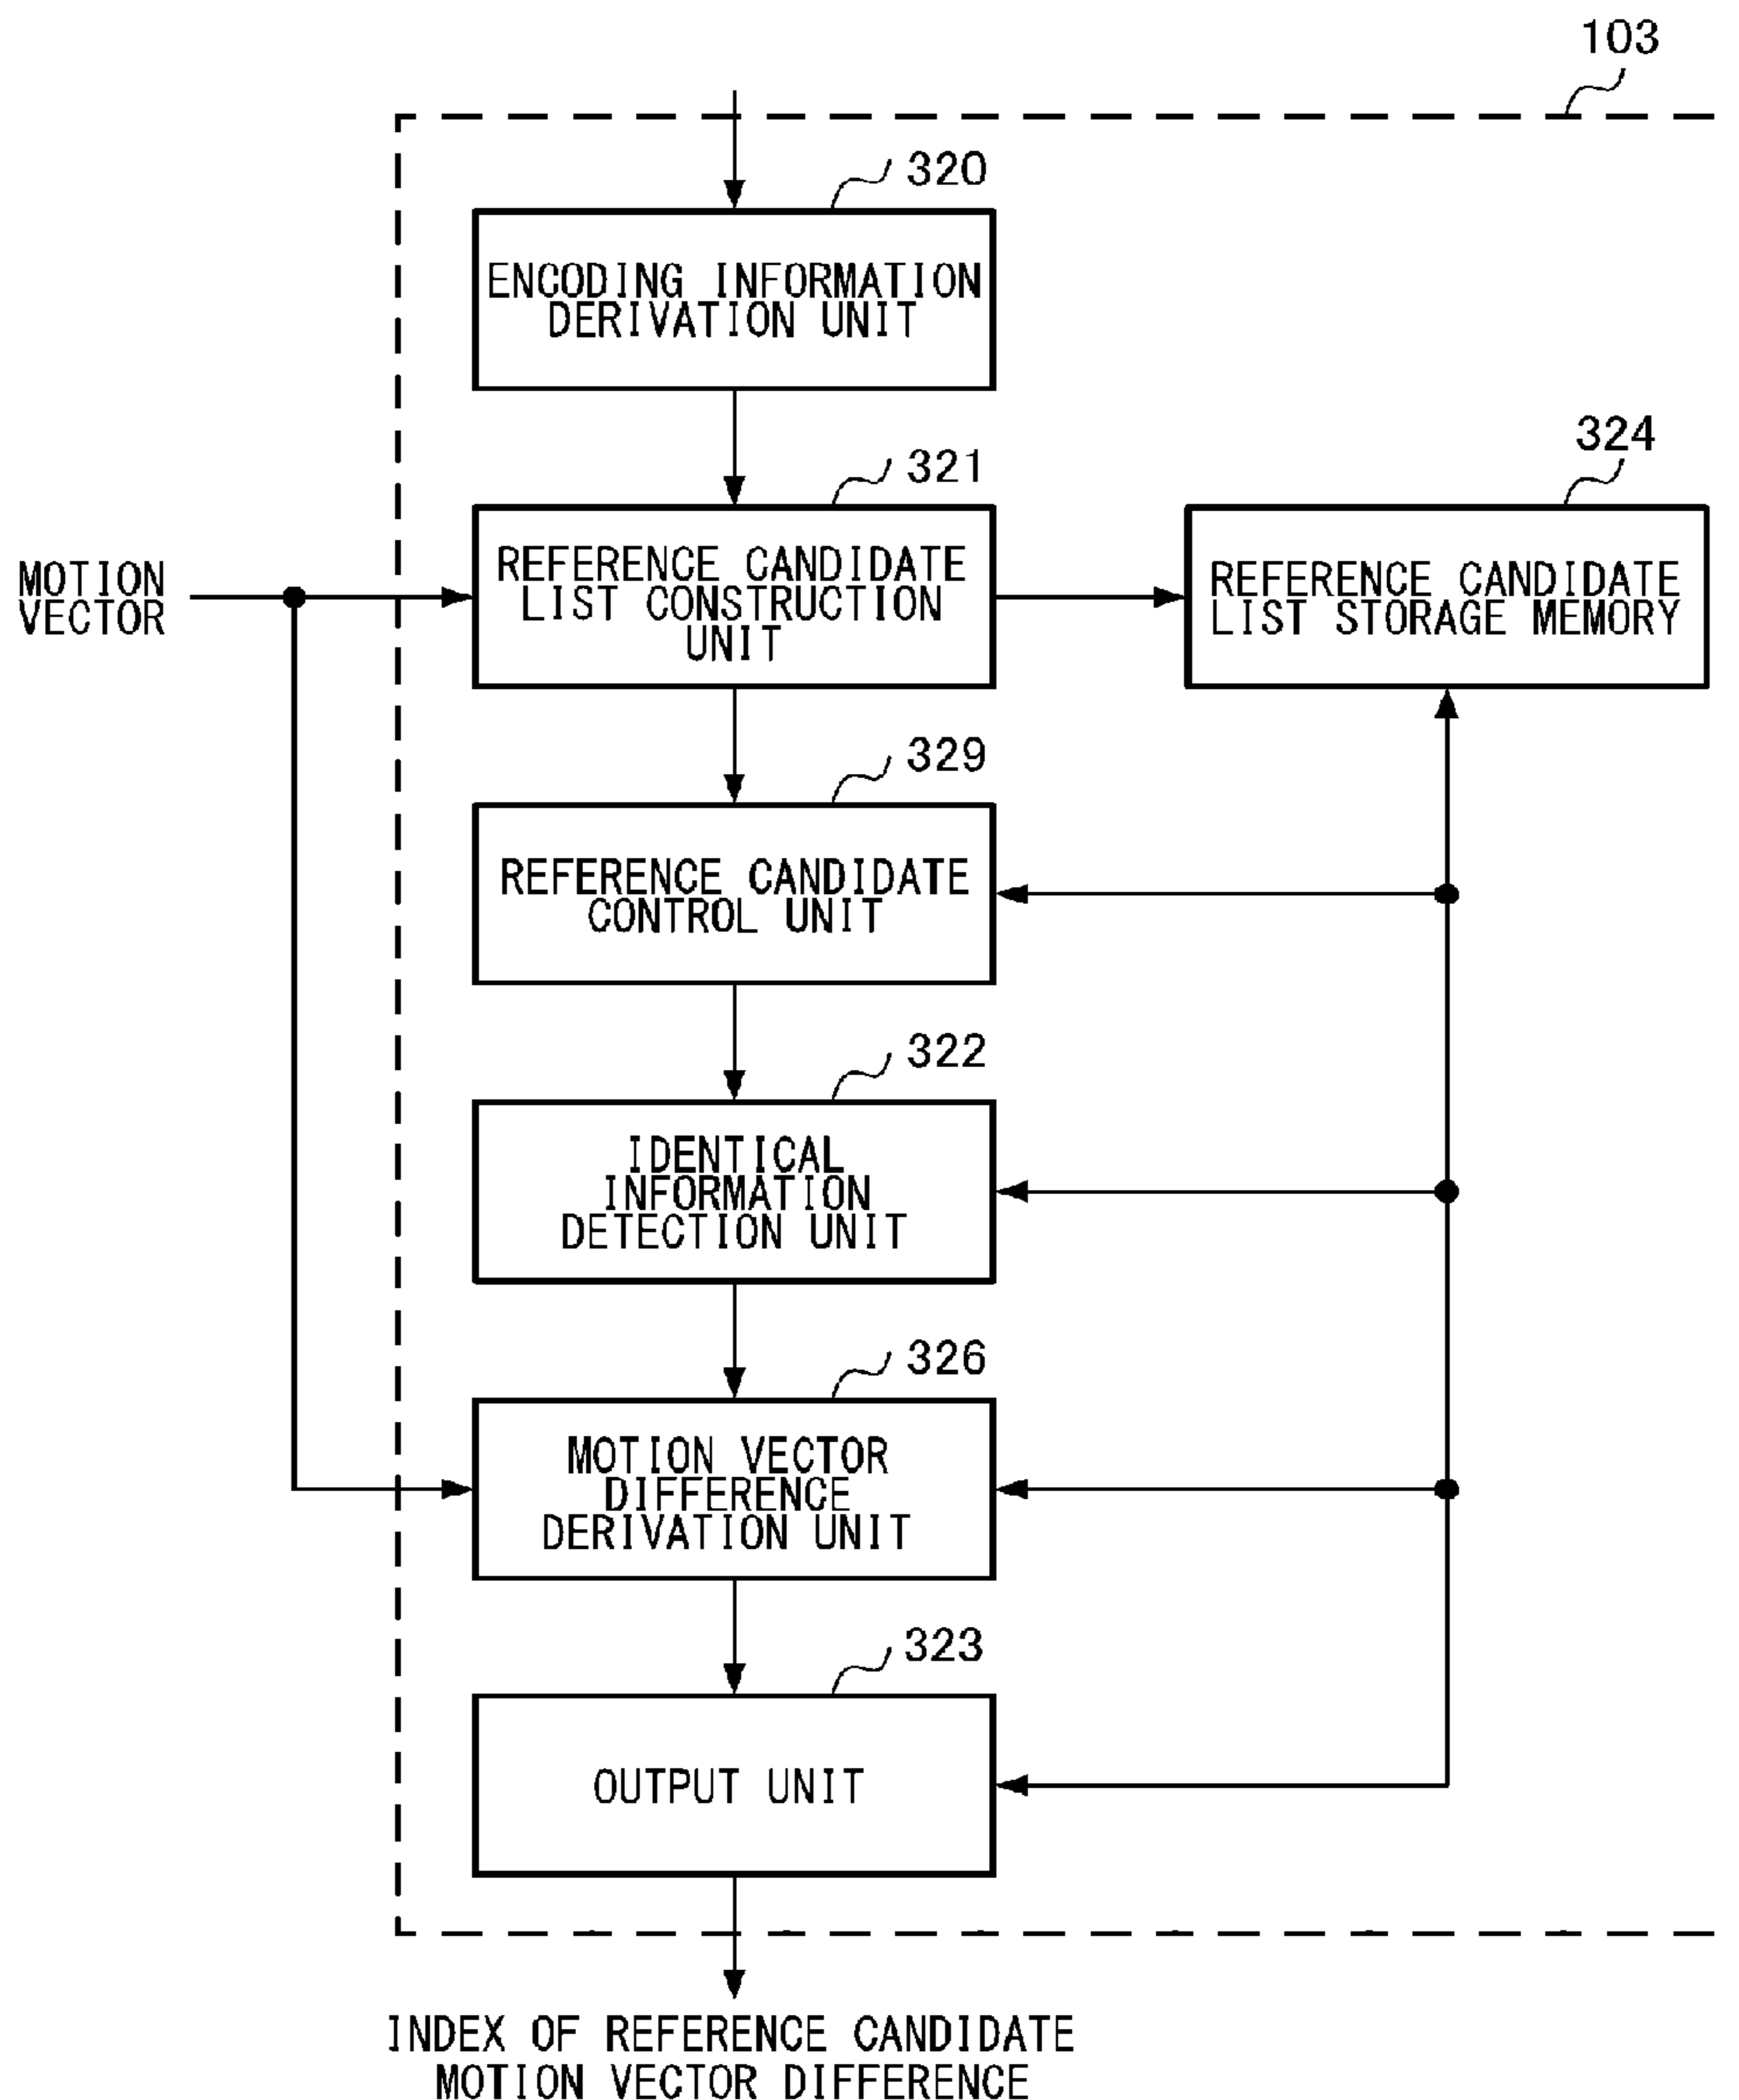 103
320
ENCODING INFORMATION
DERIVATION UNIT
321
324
MOTION
VECTOR
REFERENCE CANDIDATE
LIST CONSTRUCTION
UNIT
REFERENCE CANDIDATE
LIST STORAGE MEMORY
329
REFERENCE CANDIDATE
CONTROL UNIT
322
IDENTICAL
INFORMATION
DETECTION UNIT
326
MOTION VECTOR
DIFFERENCE
DERIVATION UNIT
323
OUTPUT UNIT
INDEX OF REFERENCE CANDIDATE
MOTION VECTOR DIFFERENCE